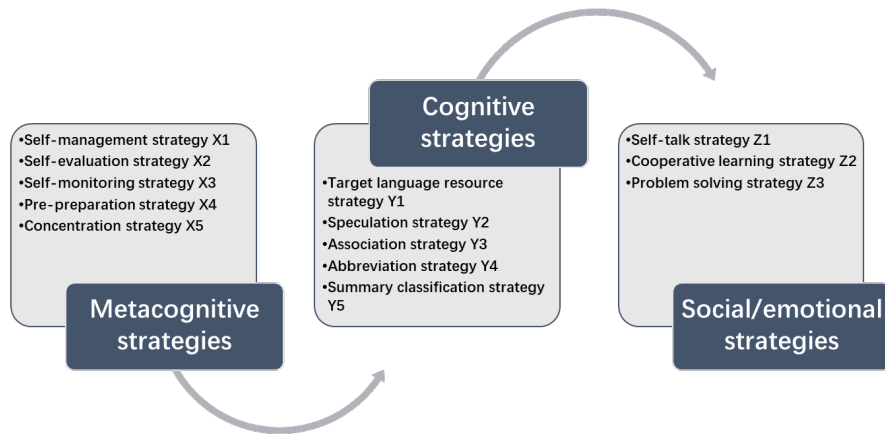 •Self-management strategy X1
•Self-evaluation strategy X2
•Self-monitoring strategy X3
•Pre-preparation strategy X4
•Concentration strategy X5
Metacognitive
strategies
Cognitive
strategies
•Target language resource
strategy Y1
•Speculation strategy Y2
•Association strategy Y3
•Abbreviation strategy Y4
•Summary classification strategy
Y5
•Self-talk strategy Z1
•Cooperative learning strategy Z2
•Problem solving strategy Z3
Social/emotional
strategies